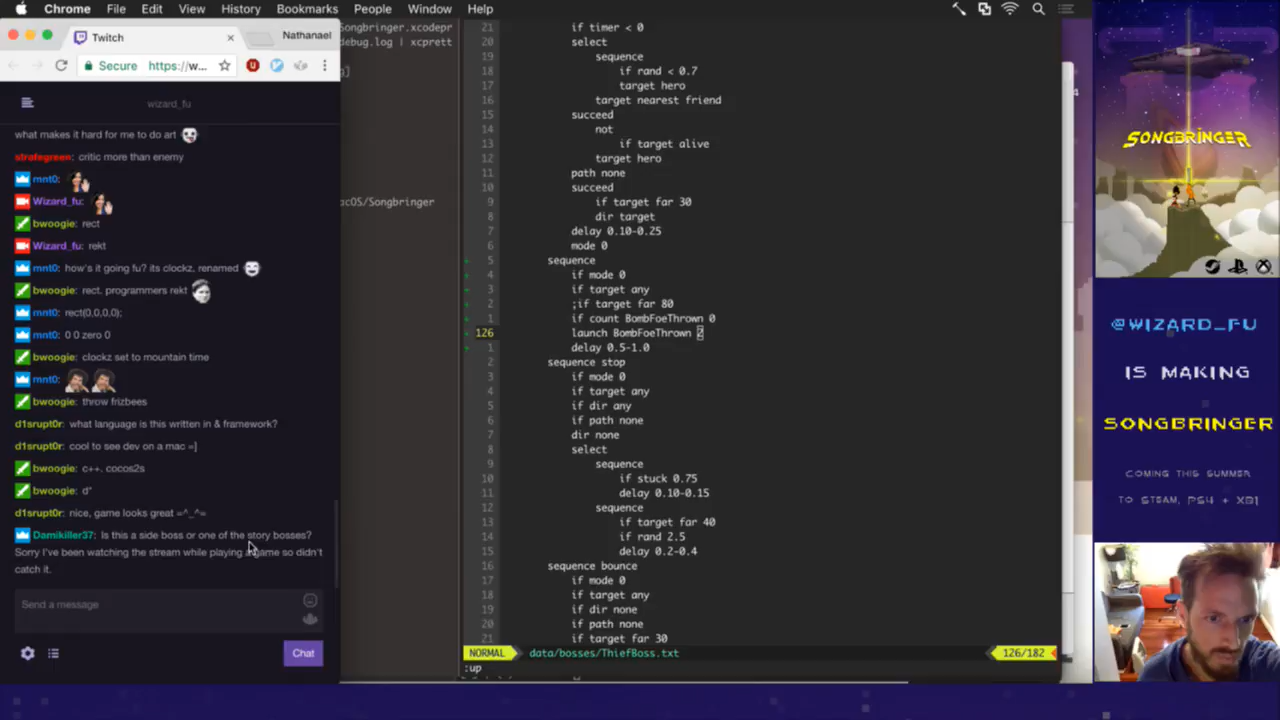 Chrome File Edit View History Bookmarks People Window Help
Twitch
Nathanael
Secure https://w...
wizard_fu
what makes it hard for me to do art
strafegreen: critic more than enemy
mnt0:
Wizard_fu:
bwoogie: rect
Wizard_fu: rekt
mnt0: how's it going fu? its clockz, renamed
bwoogie: rect. programmers rekt
mnt0: rect(0,0,0,0);
mnt0: 0 0 zero 0
bwoogie: clockz set to mountain time
mnt0:
bwoogie: throw frizbees
d1srupt0r: what language is this written in & framework?
d1srupt0r: cool to see dev on a mac =]
bwoogie: c++, cocos2s
bwoogie: d*
d1srupt0r: nice, game looks great =^_^=
Damikiller37: Is this a side boss or one of the story bosses?
Sorry I've been watching the stream while playing a game so didn't
catch it.
Send a message
Chat
Songbringer.xcodepr
debug.log | xcprett
acOS/Songbringer
21 if timer < 0
20 select
19 sequence
18 if rand < 0.7
17 target hero
16 target nearest friend
15 succeed
14 not
13 if target alive
12 target hero
11 path none
10 succeed
9 if target far 30
8 dir target
7 delay 0.10-0.25
6 mode 0
5 sequence
4 if mode 0
3 if target any
2 ;if target far 80
1 if count BombFoeThrown 0
126 launch BombFoeThrown 2
1 delay 0.5-1.0
2 sequence stop
3 if mode 0
4 if target any
5 if dir any
6 if path none
7 dir none
8 select
9 sequence
10 if stuck 0.75
11 delay 0.10-0.15
12 sequence
13 if target far 40
14 if rand 2.5
15 delay 0.2-0.4
16 sequence bounce
17 if mode 0
18 if target any
19 if dir none
20 if path none
21 if target far 30
NORMAL data/bosses/ThiefBoss.txt 126/182
:up
SONGBRINGER
@WIZARD_FU
IS MAKING
SONGBRINGER
COMING THIS SUMMER
TO STEAM, PS4 + XB1